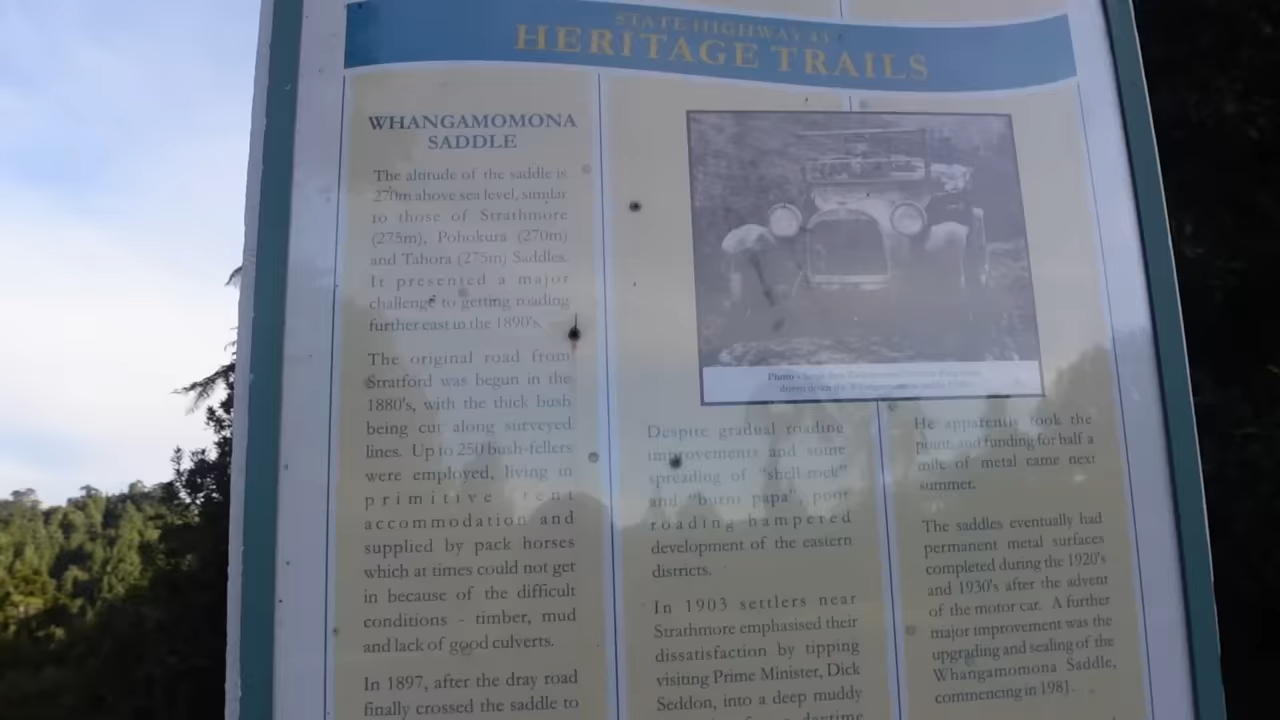 STATE HIGHWAY 43
HERITAGE TRAILS
WHANGAMOMONA
SADDLE
The altitude of the saddle is
270m above sea level, similar
to those of Strathmore
(275m), Pohokura (270m)
and Tahora (275m) Saddles.
It presented a major
challenge to getting roading
further east in the 1890's.
The original road from
Stratford was begun in the
1880's, with the thick bush
being cut along surveyed
lines. Up to 250 bush-fellers
were employed, living in
primitive tent
accommodation and
supplied by pack horses
which at times could not get
in because of the difficult
conditions - timber, mud
and lack of good culverts.
In 1897, after the dray road
finally crossed the saddle to
Photo
down the
Despite gradual roading
improvements and some
spreading of "shell rock"
and "burnt papa", poor
roading hampered
development of the eastern
districts.
In 1903 settlers near
Strathmore emphasised their
dissatisfaction by tipping
visiting Prime Minister, Dick
Seddon, into a deep muddy
daytime
He apparently took the
point, and funding for half a
mile of metal came next
summer.
The saddles eventually had
permanent metal surfaces
completed during the 1920's
and 1930's after the advent
of the motor car. A further
major improvement was the
upgrading and sealing of the
Whangamomona Saddle,
commencing in 1981.